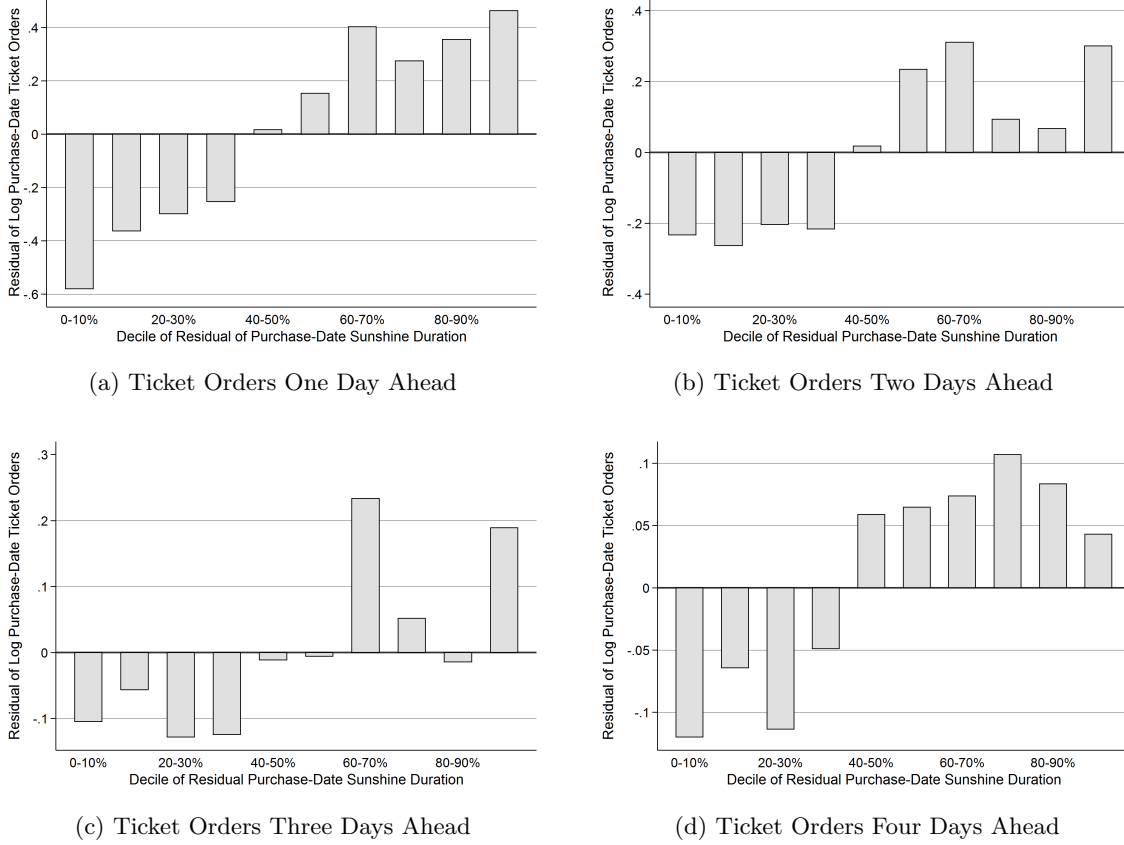 Residual of Log Purchase-Date Ticket Orders
.4
.2
0
-.2
-.4
-.6
0-10% 20-30% 40-50% 60-70% 80-90%
Decile of Residual of Purchase-Date Sunshine Duration
(a) Ticket Orders One Day Ahead
Residual of Log Purchase-Date Ticket Orders
.4
.2
0
-.2
-.4
0-10% 20-30% 40-50% 60-70% 80-90%
Decile of Residual Purchase-Date Sunshine Duration
(b) Ticket Orders Two Days Ahead
Residual of Log Purchase-Date Ticket Orders
.3
.2
.1
0
-.1
0-10% 20-30% 40-50% 60-70% 80-90%
Decile of Residual Purchase-Date Sunshine Duration
(c) Ticket Orders Three Days Ahead
Residual of Log Purchase-Date Ticket Orders
.1
.05
0
-.05
-.1
0-10% 20-30% 40-50% 60-70% 80-90%
Decile of Residual Purchase-Date Sunshine Duration
(d) Ticket Orders Four Days Ahead